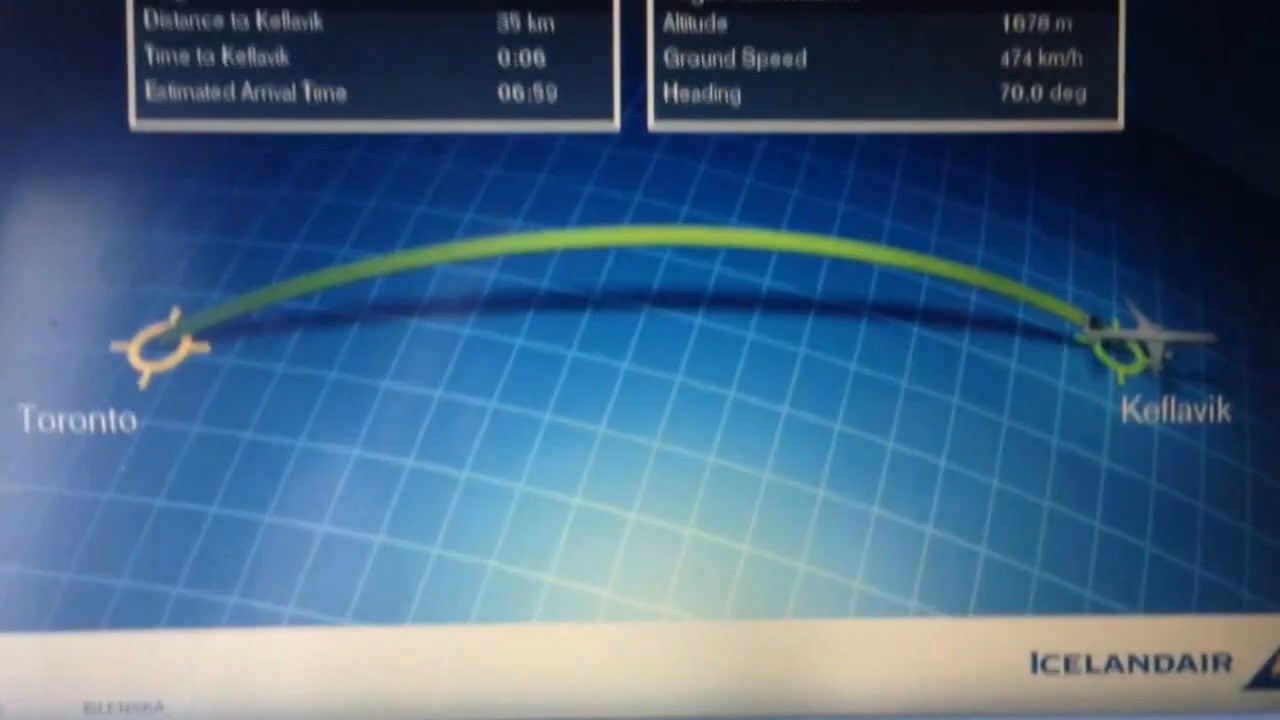 Distance to Keflavik 35 km
Time to Keflavik 0:06
Estimated Arrival Time 06:59
Altitude 1678 m
Ground Speed 474 km/h
Heading 70.0 deg
Toronto
Keflavik
ICELANDAIR